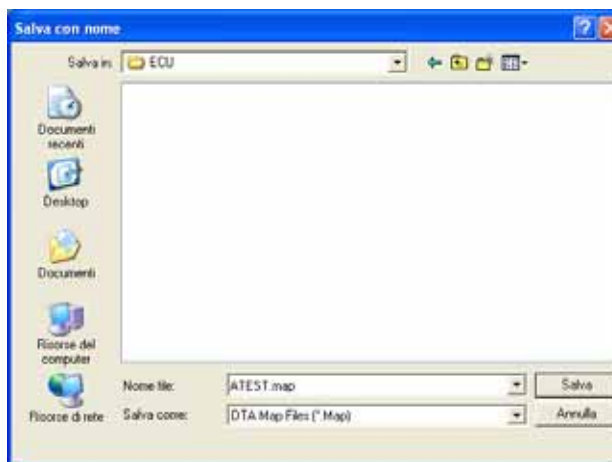 Salva con nome
Salva in:
ECU
Documenti
recenti
Desktop
Documenti
Risorse del
computer
Risorse di rete
Nome file:
ATEST.map
Salva
Salva come:
DTA Map Files (*.Map)
Annulla